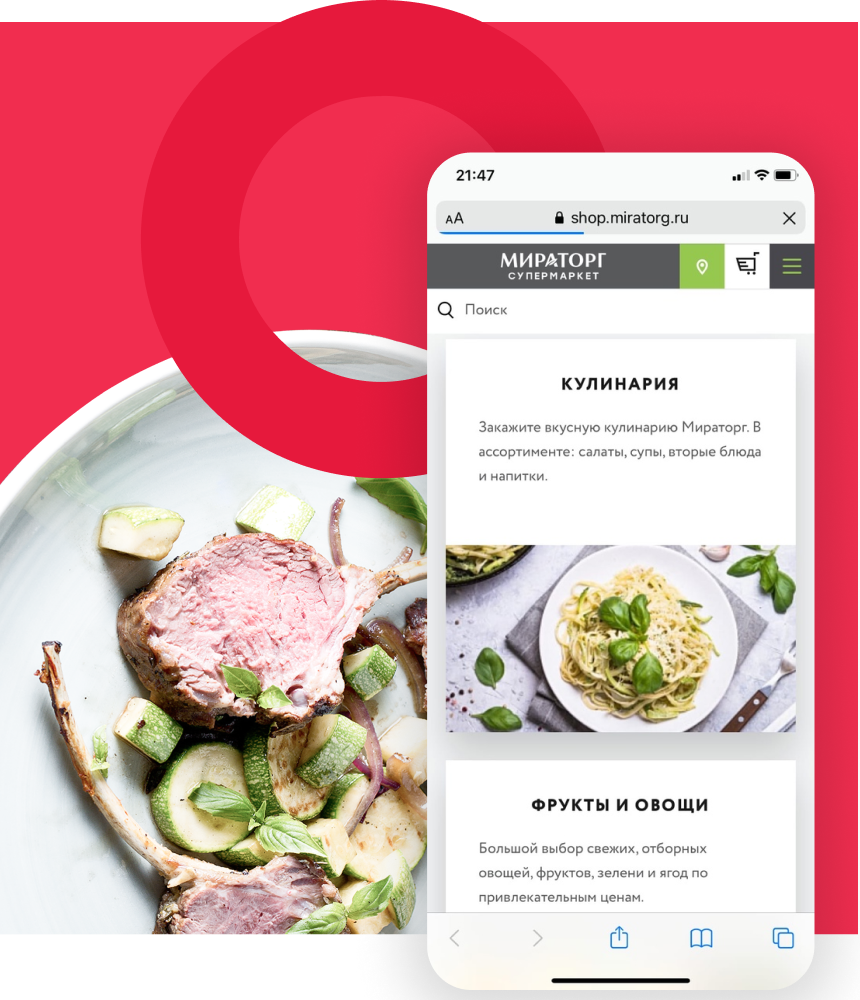 21:47
AA shop.miratorg.ru
МИРАТОРГ
СУПЕРМАРКЕТ
Поиск
КУЛИНАРИЯ
Закажите вкусную кулинарию Мираторг. В
ассортименте: салаты, супы, вторые блюда
и напитки.
ФРУКТЫ И ОВОЩИ
Большой выбор свежих, отборных
овощей, фруктов, зелени и ягод по
привлекательным ценам.